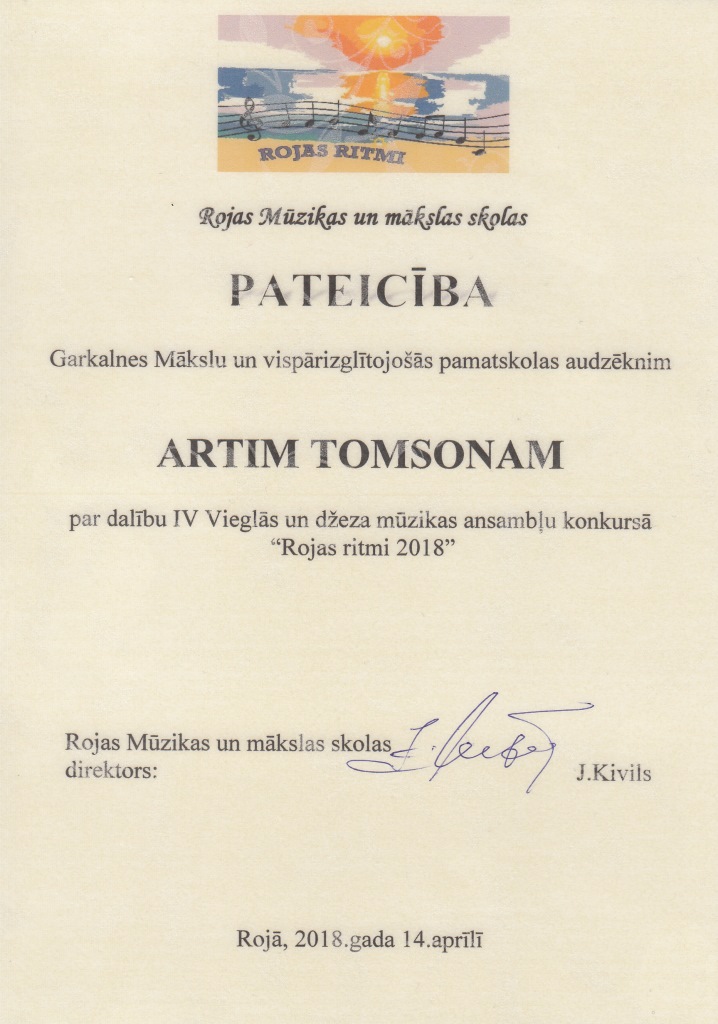 ROJAS RITMI
Rojas Mūzikas un mākslas skolas
PATEICĪBA
Garkalnes Mākslu un vispārizglītojošās pamatskolas audzēknim
ARTIM TOMSONAM
par dalību IV Vieglās un džeza mūzikas ansambļu konkursā
“Rojas ritmi 2018”
Rojas Mūzikas un mākslas skolas
direktors: J.Kivils
Rojā, 2018.gada 14.aprīlī